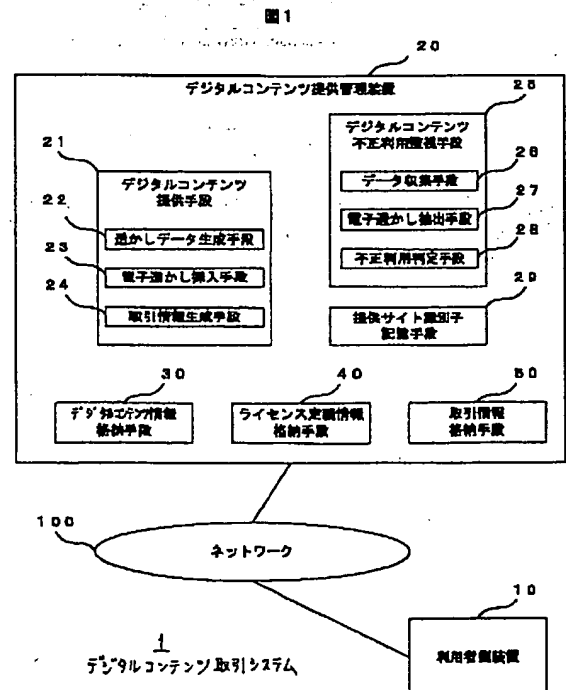 図1
20
デジタルコンテンツ提供管理装置
25
デジタルコンテンツ
不正利用監視手段
26
データ収集手段
27
電子透かし抽出手段
28
不正利用判定手段
21
デジタルコンテンツ
提供手段
22
透かしデータ生成手段
23
電子透かし挿入手段
24
取引情報生成手段
29
提供サイト識別子
記憶手段
30
デジタルコンテンツ情報
格納手段
40
ライセンス定義情報
格納手段
50
取引情報
格納手段
100
ネットワーク
10
利用者側装置
1
デジタルコンテンツ取引システム